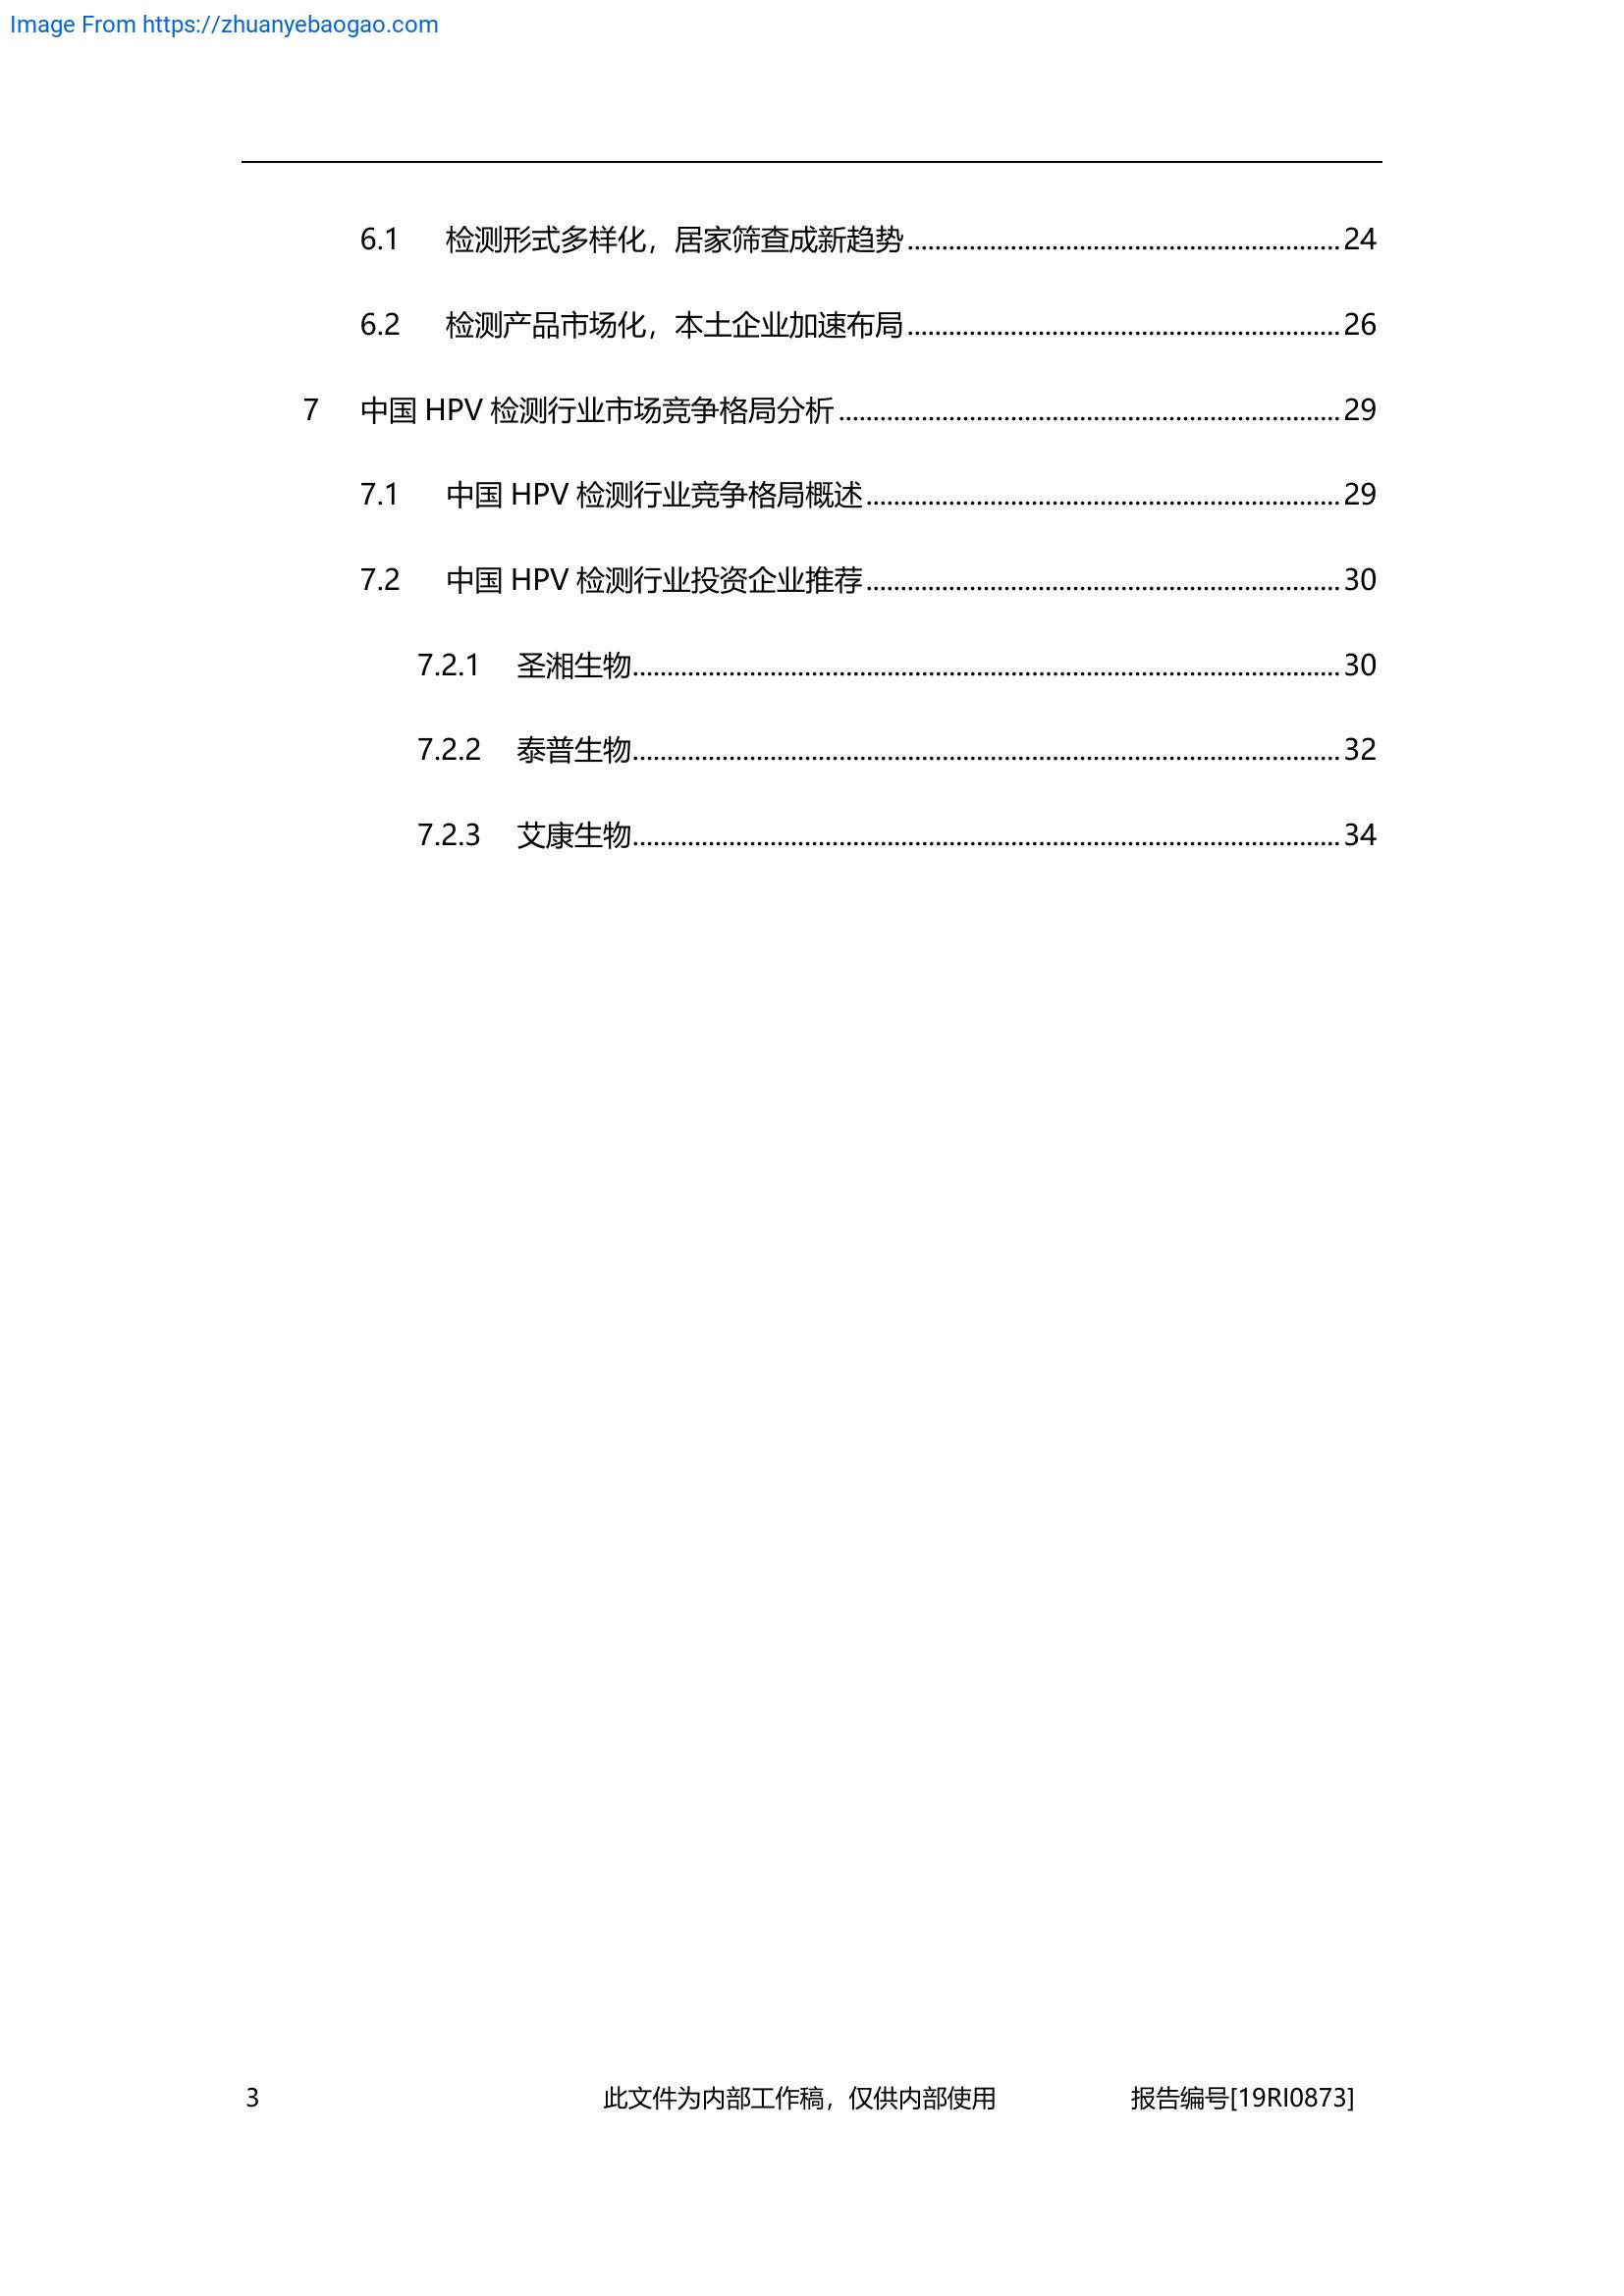 Image From https://zhuanyebaogao.com
6.1 检测形式多样化，居家筛查成新趋势 24
6.2 检测产品市场化，本土企业加速布局 26
7 中国 HPV 检测行业市场竞争格局分析 29
7.1 中国 HPV 检测行业竞争格局概述 29
7.2 中国 HPV 检测行业投资企业推荐 30
7.2.1 圣湘生物 30
7.2.2 泰普生物 32
7.2.3 艾康生物 34
3 此文件为内部工作稿，仅供内部使用 报告编号[19RI0873]